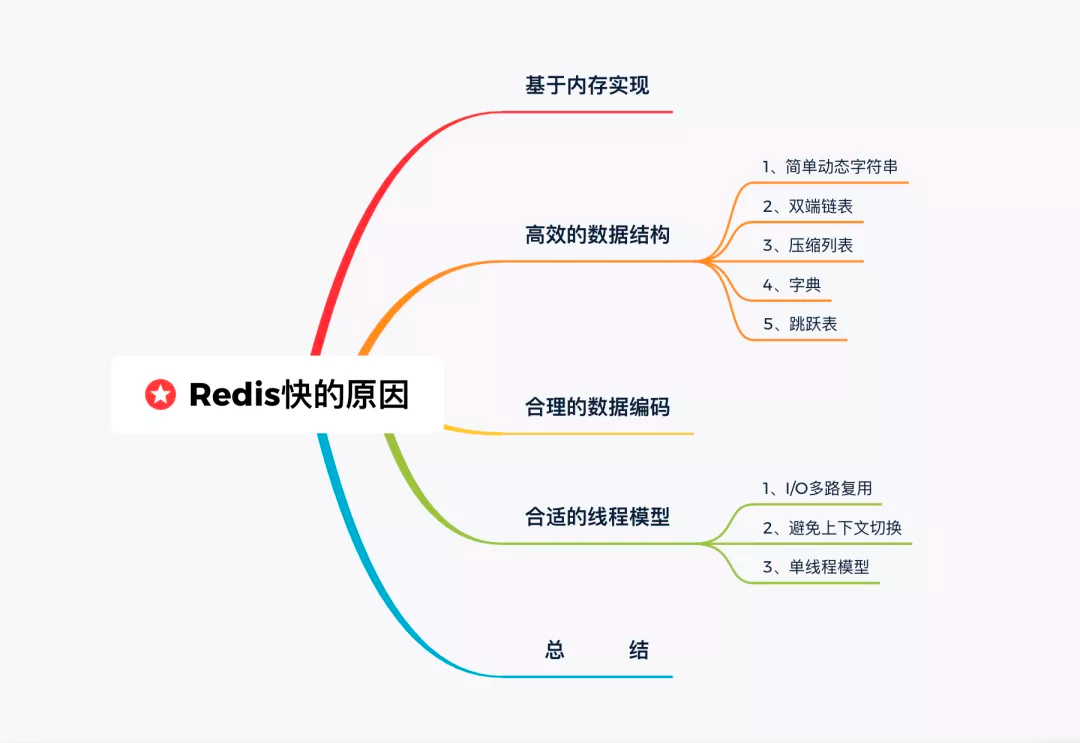 Redis快的原因
基于内存实现
高效的数据结构
1、简单动态字符串
2、双端链表
3、压缩列表
4、字典
5、跳跃表
合理的数据编码
合适的线程模型
1、I/O多路复用
2、避免上下文切换
3、单线程模型
总 结